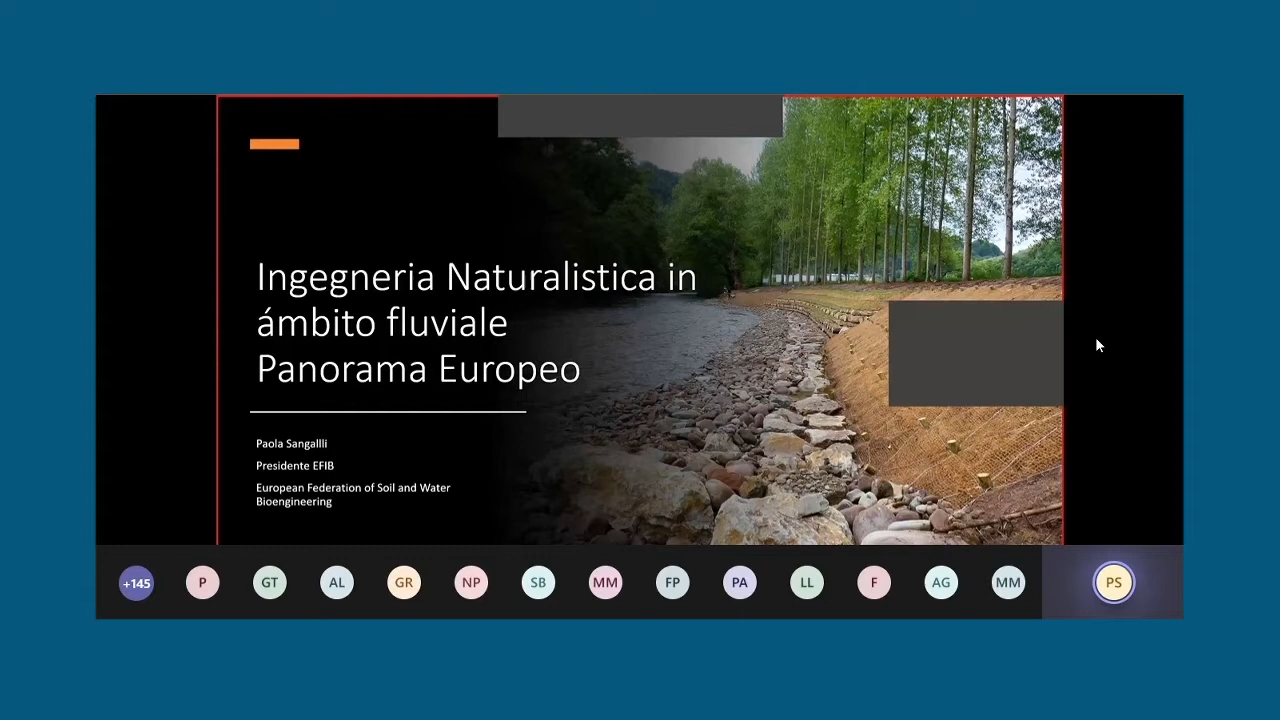 Ingegneria Naturalistica in
ámbito fluviale
Panorama Europeo
Paola Sangallli
Presidente EFIB
European Federation of Soil and Water
Bioengineering
+145 P GT AL GR NP SB MM FP PA LL F AG MM PS